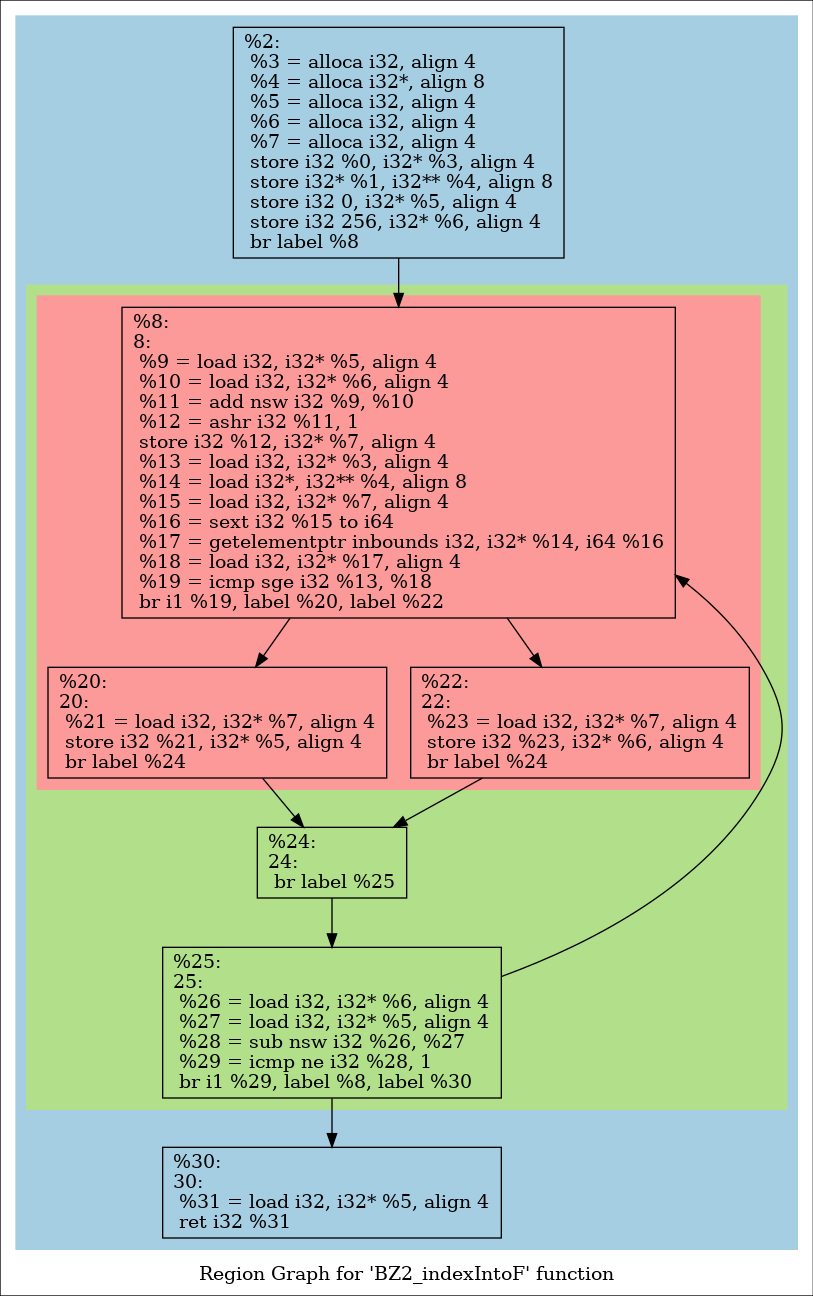 %2:
%3 = alloca i32, align 4
%4 = alloca i32*, align 8
%5 = alloca i32, align 4
%6 = alloca i32, align 4
%7 = alloca i32, align 4
store i32 %0, i32* %3, align 4
store i32* %1, i32** %4, align 8
store i32 0, i32* %5, align 4
store i32 256, i32* %6, align 4
br label %8
%8:
8:
%9 = load i32, i32* %5, align 4
%10 = load i32, i32* %6, align 4
%11 = add nsw i32 %9, %10
%12 = ashr i32 %11, 1
store i32 %12, i32* %7, align 4
%13 = load i32, i32* %3, align 4
%14 = load i32*, i32** %4, align 8
%15 = load i32, i32* %7, align 4
%16 = sext i32 %15 to i64
%17 = getelementptr inbounds i32, i32* %14, i64 %16
%18 = load i32, i32* %17, align 4
%19 = icmp sge i32 %13, %18
br i1 %19, label %20, label %22
%20:
20:
%21 = load i32, i32* %7, align 4
store i32 %21, i32* %5, align 4
br label %24
%22:
22:
%23 = load i32, i32* %7, align 4
store i32 %23, i32* %6, align 4
br label %24
%24:
24:
br label %25
%25:
25:
%26 = load i32, i32* %6, align 4
%27 = load i32, i32* %5, align 4
%28 = sub nsw i32 %26, %27
%29 = icmp ne i32 %28, 1
br i1 %29, label %8, label %30
%30:
30:
%31 = load i32, i32* %5, align 4
ret i32 %31
Region Graph for 'BZ2_indexIntoF' function